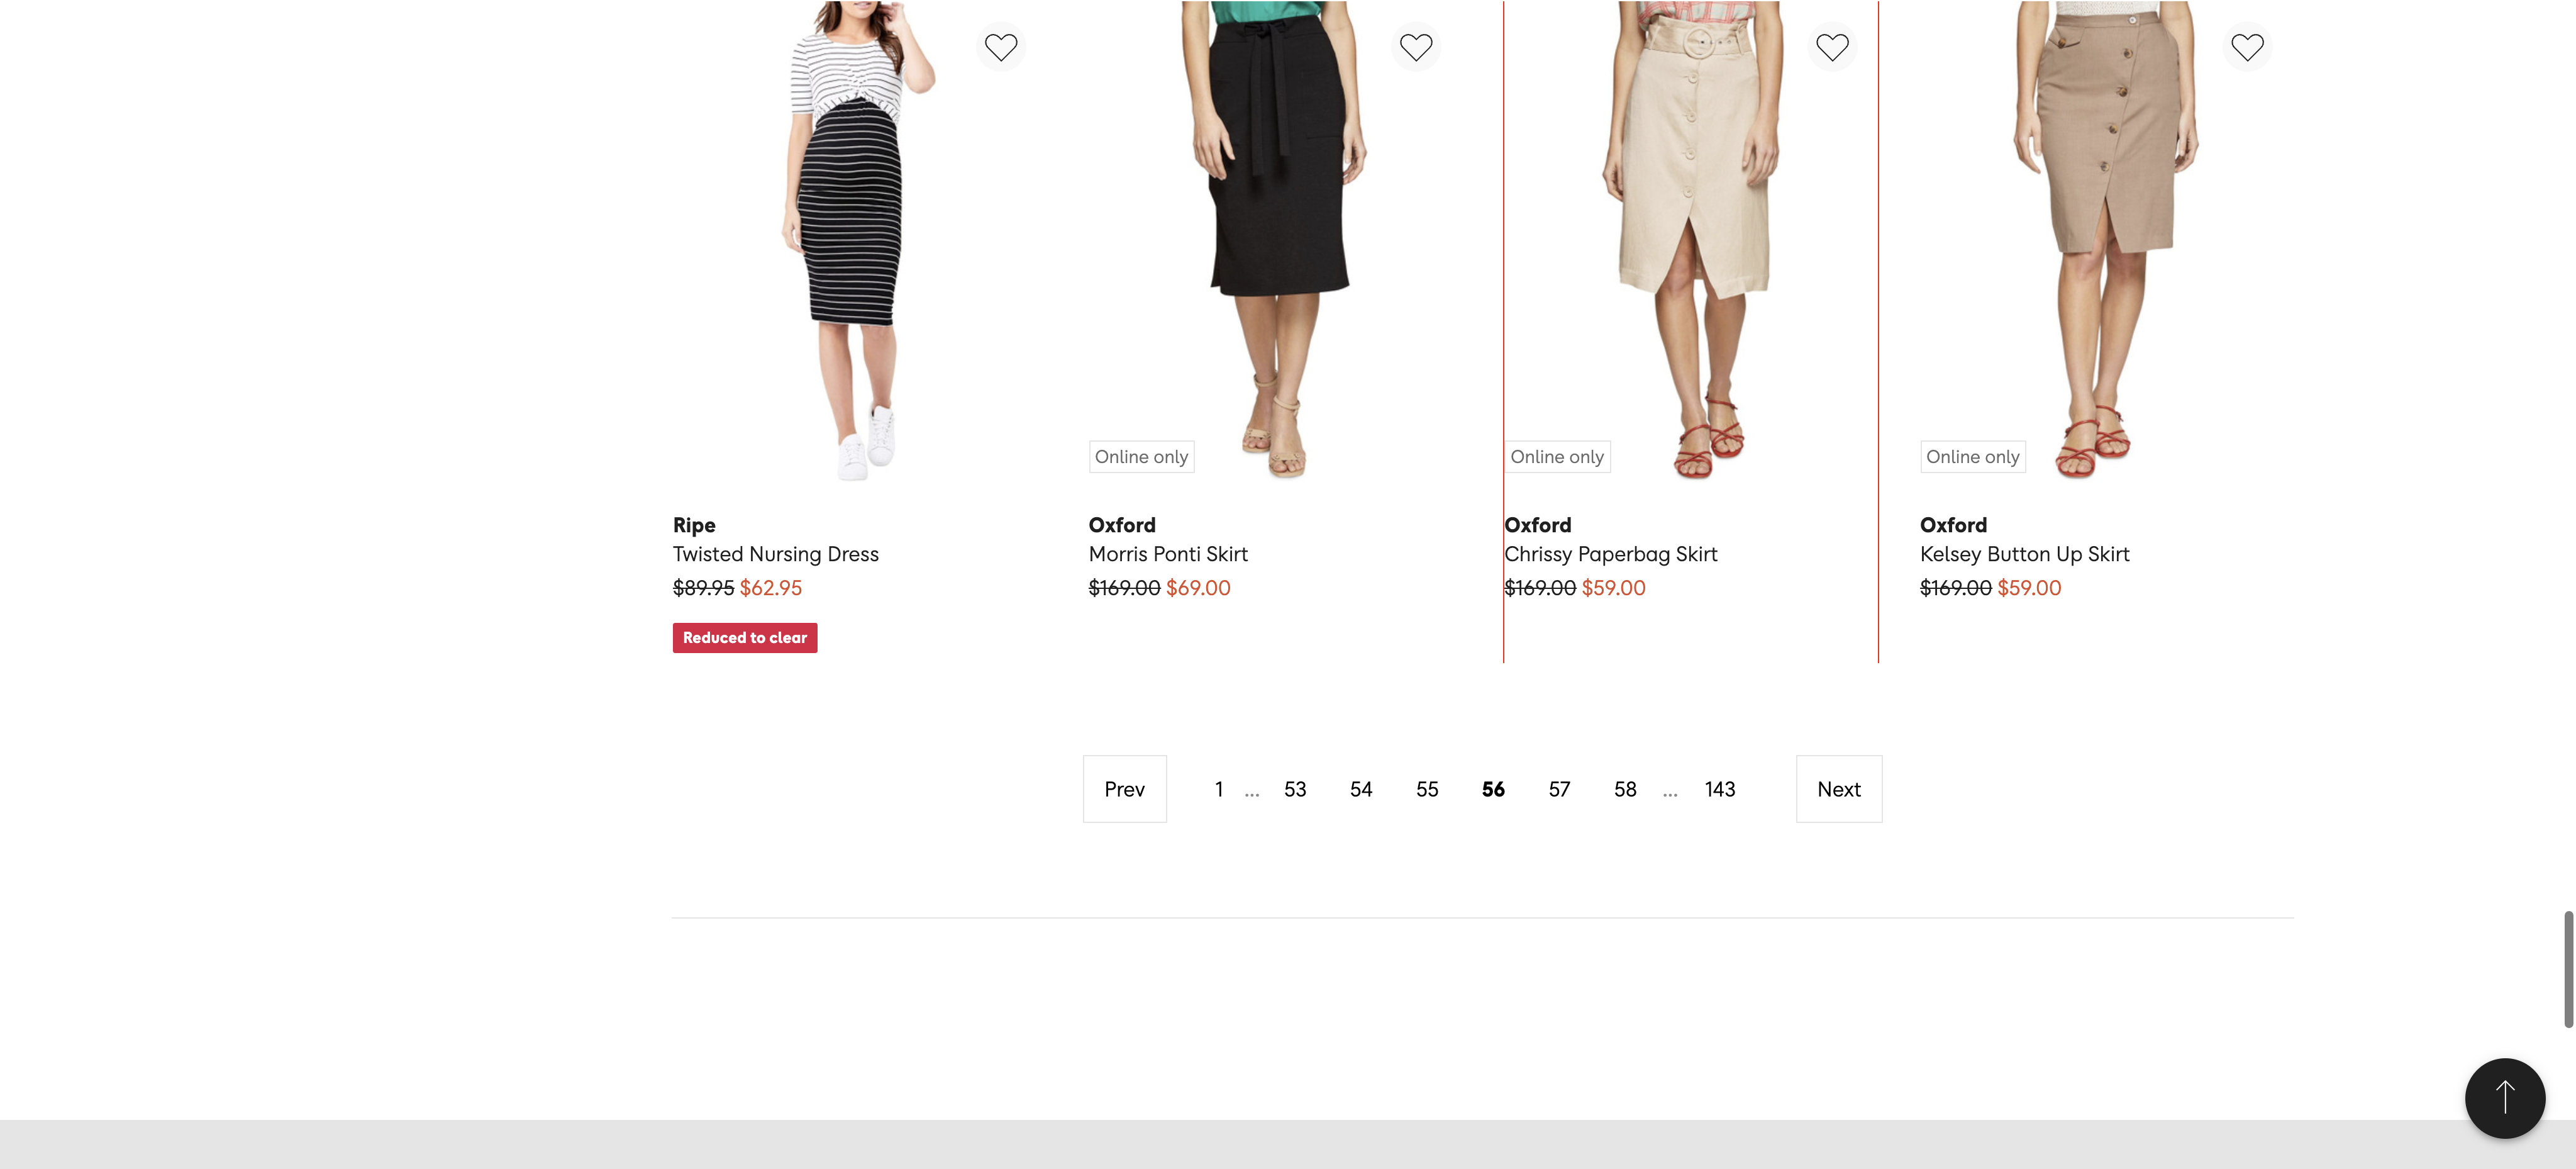 Online only
Online only
Online only
Ripe
Twisted Nursing Dress
$89.95 $62.95
Reduced to clear
Oxford
Morris Ponti Skirt
$169.00 $69.00
Oxford
Chrissy Paperbag Skirt
$169.00 $59.00
Oxford
Kelsey Button Up Skirt
$169.00 $59.00
Prev 1 ... 53 54 55 56 57 58 ... 143 Next